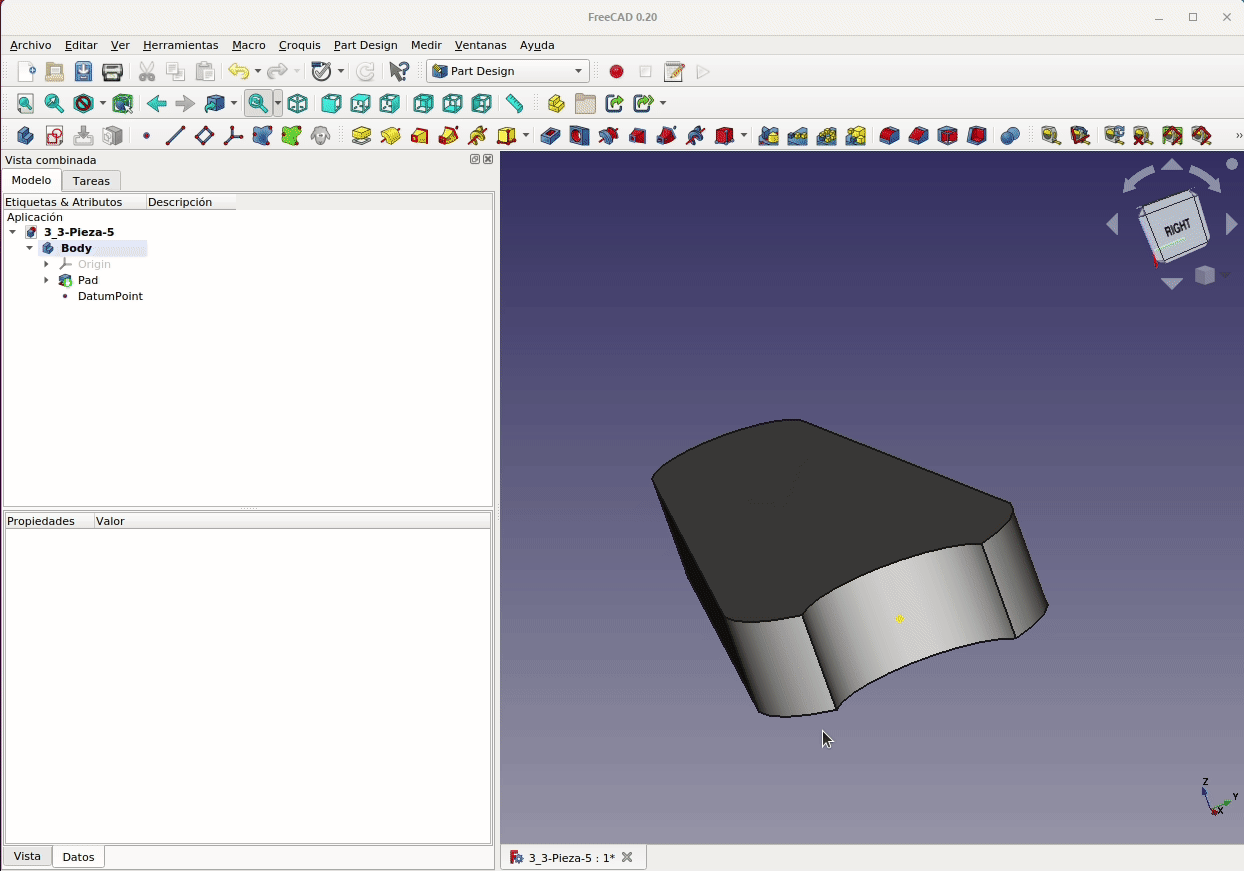 FreeCAD 0.20
Archivo Editar Ver Herramientas Macro Croquis Part Design Medir Ventanas Ayuda
Part Design
Vista combinada
Modelo Tareas
Etiquetas & Atributos Descripción
Aplicación
3_3-Pieza-5
Body
Origin
Pad
DatumPoint
Propiedades Valor
Vista Datos
RIGHT
Z
Y
X
3_3-Pieza-5 : 1*